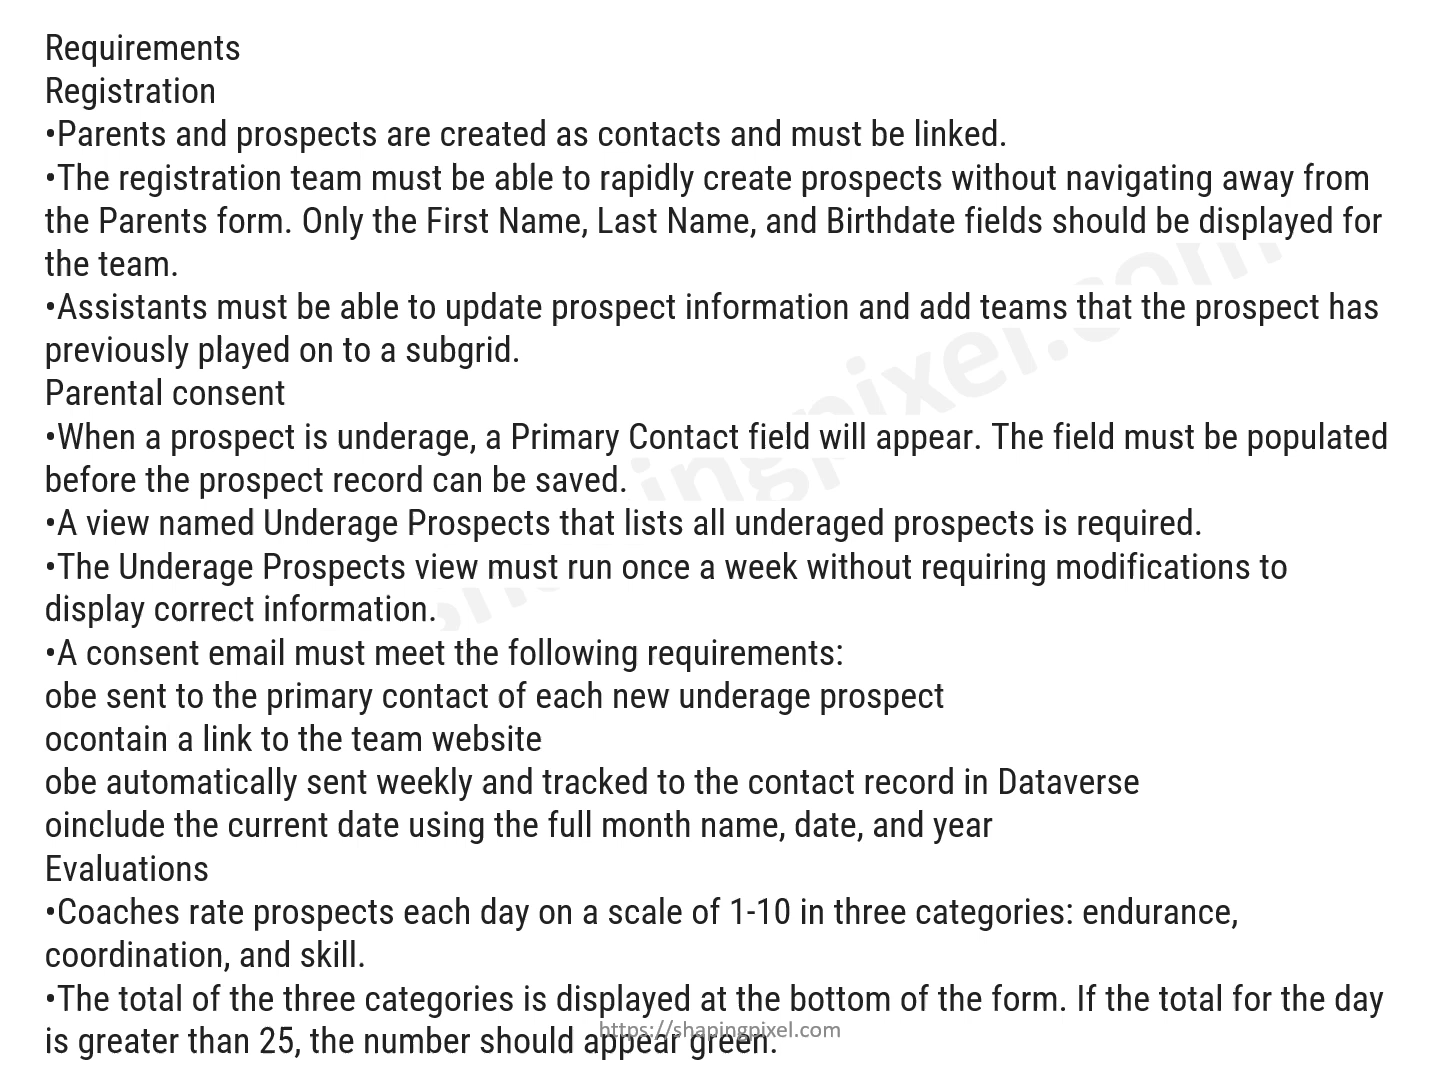 Requirements
Registration
•Parents and prospects are created as contacts and must be linked.
•The registration team must be able to rapidly create prospects without navigating away from
the Parents form. Only the First Name, Last Name, and Birthdate fields should be displayed for
the team.
•Assistants must be able to update prospect information and add teams that the prospect has
previously played on to a subgrid.
Parental consent
•When a prospect is underage, a Primary Contact field will appear. The field must be populated
before the prospect record can be saved.
•A view named Underage Prospects that lists all underaged prospects is required.
•The Underage Prospects view must run once a week without requiring modifications to
display correct information.
•A consent email must meet the following requirements:
obe sent to the primary contact of each new underage prospect
ocontain a link to the team website
obe automatically sent weekly and tracked to the contact record in Dataverse
oinclude the current date using the full month name, date, and year
Evaluations
•Coaches rate prospects each day on a scale of 1-10 in three categories: endurance,
coordination, and skill.
•The total of the three categories is displayed at the bottom of the form. If the total for the day
is greater than 25, the number should appear green.
https://shapingpixel.com